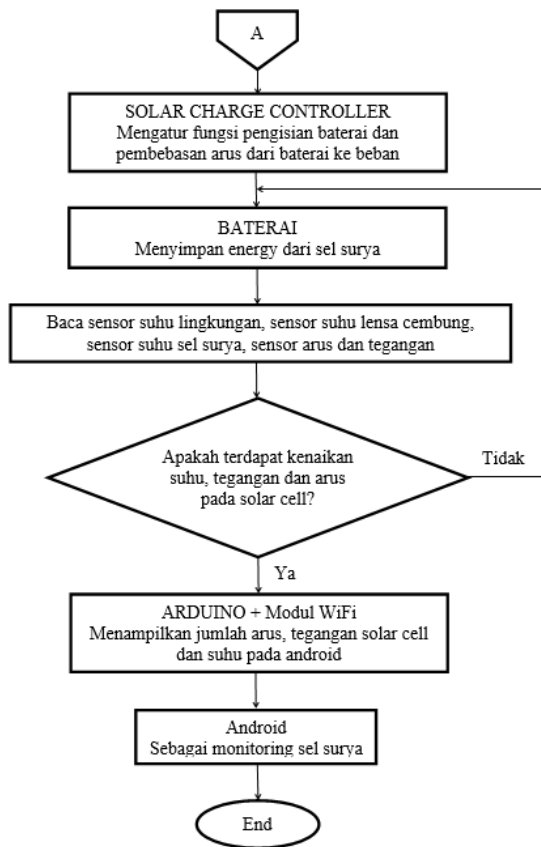 A
SOLAR CHARGE CONTROLLER
Mengatur fungsi pengisian baterai dan
pembebasan arus dari baterai ke beban
BATERAI
Menyimpan energy dari sel surya
Baca sensor suhu lingkungan, sensor suhu lensa cembung,
sensor suhu sel surya, sensor arus dan tegangan
Apakah terdapat kenaikan
suhu, tegangan dan arus
pada solar cell?
Tidak
Ya
ARDUINO + Modul WiFi
Menampilkan jumlah arus, tegangan solar cell
dan suhu pada android
Android
Sebagai monitoring sel surya
End